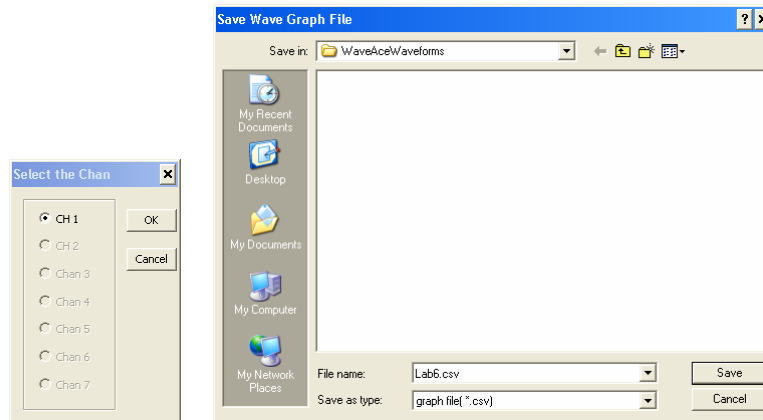 Select the Chan
CH 1
CH 2
Chan 3
Chan 4
Chan 5
Chan 6
Chan 7
OK
Cancel
Save Wave Graph File
Save in:
WaveAceWaveforms
My Recent
Documents
Desktop
My Documents
My Computer
My Network
Places
File name:
Lab6.csv
Save
Save as type:
graph file( *.csv)
Cancel